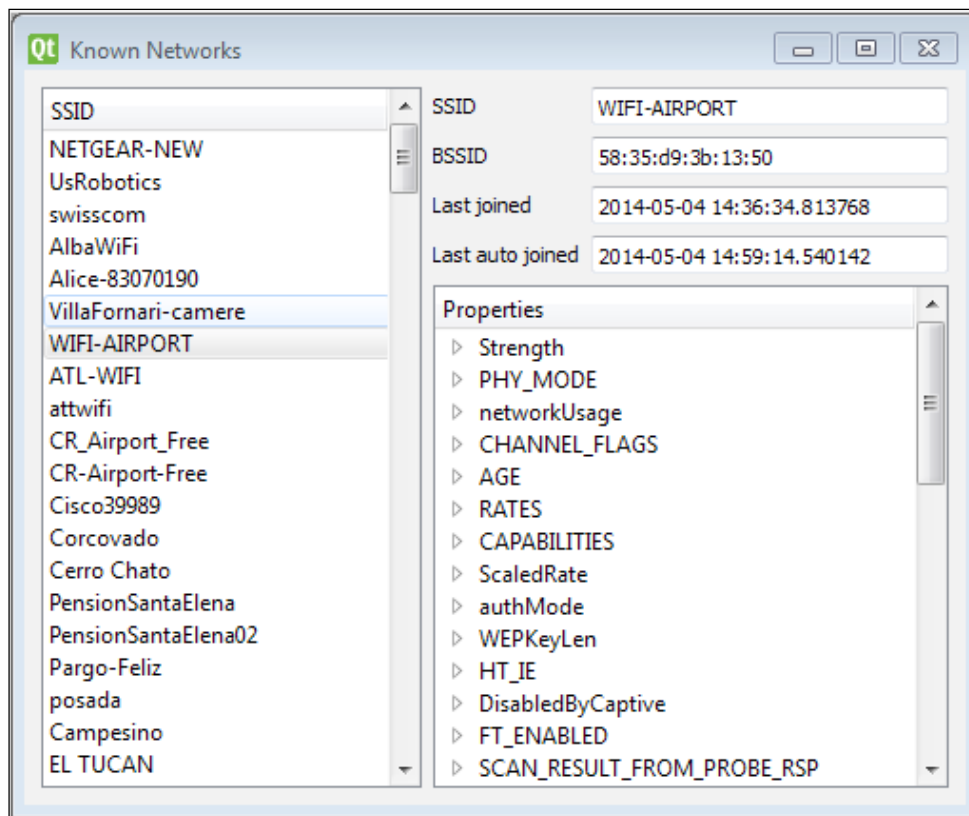 Qt Known Networks
SSID
NETGEAR-NEW
UsRobotics
swisscom
AlbaWiFi
Alice-83070190
VillaFornari-camere
WIFI-AIRPORT
ATL-WIFI
attwifi
CR_Airport_Free
CR-Airport-Free
Cisco39989
Corcovado
Cerro Chato
PensionSantaElena
PensionSantaElena02
Pargo-Feliz
posada
Campesino
EL TUCAN
SSID WIFI-AIRPORT
BSSID 58:35:d9:3b:13:50
Last joined 2014-05-04 14:36:34.813768
Last auto joined 2014-05-04 14:59:14.540142
Properties
Strength
PHY_MODE
networkUsage
CHANNEL_FLAGS
AGE
RATES
CAPABILITIES
ScaledRate
authMode
WEPKeyLen
HT_IE
DisabledByCaptive
FT_ENABLED
SCAN_RESULT_FROM_PROBE_RSP